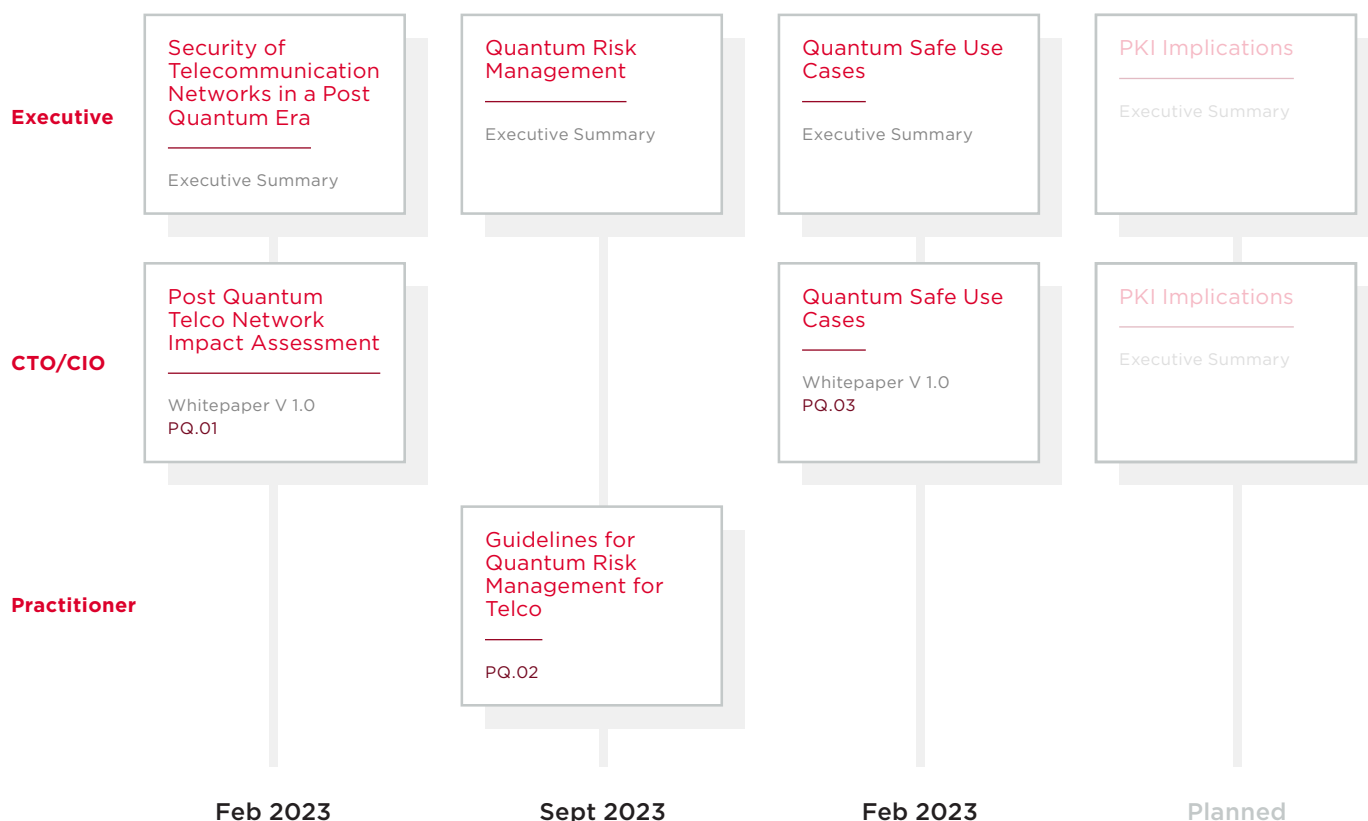 Executive
Security of
Telecommunication
Networks in a Post
Quantum Era
Executive Summary
Quantum Risk
Management
Executive Summary
Quantum Safe Use
Cases
Executive Summary
PKI Implications
Executive Summary
CTO/CIO
Post Quantum
Telco Network
Impact Assessment
Whitepaper V 1.0
PQ.01
Quantum Safe Use
Cases
Whitepaper V 1.0
PQ.03
PKI Implications
Executive Summary
Practitioner
Guidelines for
Quantum Risk
Management for
Telco
PQ.02
Feb 2023
Sept 2023
Feb 2023
Planned